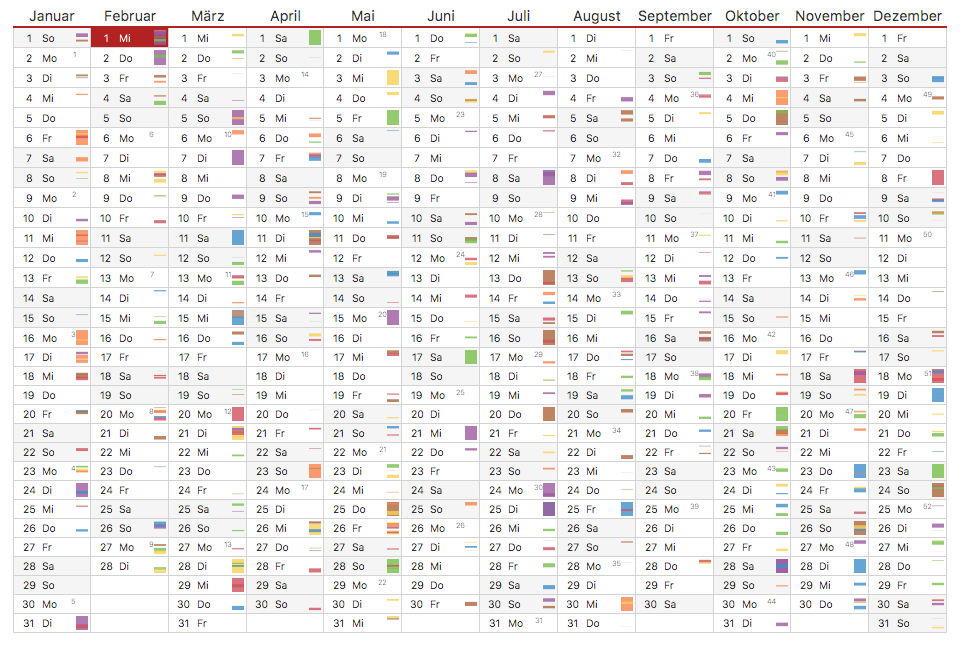 Januar Februar März April Mai Juni Juli August September Oktober November Dezember
1 So 1 Mi 1 Mi 1 Sa 1 Mo 18 1 Do 1 Sa 1 Di 1 Fr 1 So 1 Mi 1 Fr
2 Mo 1 2 Do 2 Do 2 So 2 Di 2 Fr 2 So 2 Mi 2 Sa 2 Mo 40 2 Do 2 Sa
3 Di 3 Fr 3 Fr 3 Mo 14 3 Mi 3 Sa 3 Mo 27 3 Do 3 So 3 Di 3 Fr 3 So
4 Mi 4 Sa 4 Sa 4 Di 4 Do 4 So 4 Di 4 Fr 4 Mo 36 4 Mi 4 Sa 4 Mo 49
5 Do 5 So 5 So 5 Mi 5 Fr 5 Mo 23 5 Mi 5 Sa 5 Di 5 Do 5 So 5 Di
6 Fr 6 Mo 6 6 Mo 10 6 Do 6 Sa 6 Di 6 Do 6 So 6 Mi 6 Fr 6 Mo 45 6 Mi
7 Sa 7 Di 7 Di 7 Fr 7 So 7 Mi 7 Fr 7 Mo 32 7 Do 7 Sa 7 Di 7 Do
8 So 8 Mi 8 Mi 8 Sa 8 Mo 19 8 Do 8 Sa 8 Di 8 Fr 8 So 8 Mi 8 Fr
9 Mo 2 9 Do 9 Do 9 So 9 Di 9 Fr 9 So 9 Mi 9 Sa 9 Mo 41 9 Do 9 Sa
10 Di 10 Fr 10 Fr 10 Mo 15 10 Mi 10 Sa 10 Mo 28 10 Do 10 So 10 Di 10 Fr 10 So
11 Mi 11 Sa 11 Sa 11 Di 11 Do 11 So 11 Di 11 Fr 11 Mo 37 11 Mi 11 Sa 11 Mo 50
12 Do 12 So 12 So 12 Mi 12 Fr 12 Mo 24 12 Mi 12 Sa 12 Di 12 Do 12 So 12 Di
13 Fr 13 Mo 7 13 Mo 11 13 Do 13 Sa 13 Di 13 Do 13 So 13 Mi 13 Fr 13 Mo 46 13 Mi
14 Sa 14 Di 14 Di 14 Fr 14 So 14 Mi 14 Fr 14 Mo 33 14 Do 14 Sa 14 Di 14 Do
15 So 15 Mi 15 Mi 15 Sa 15 Mo 20 15 Do 15 Sa 15 Di 15 Fr 15 So 15 Mi 15 Fr
16 Mo 3 16 Do 16 Do 16 So 16 Di 16 Fr 16 So 16 Mi 16 Sa 16 Mo 42 16 Do 16 Sa
17 Di 17 Fr 17 Fr 17 Mo 16 17 Mi 17 Sa 17 Mo 29 17 Do 17 So 17 Di 17 Fr 17 So
18 Mi 18 Sa 18 Sa 18 Di 18 Do 18 So 18 Di 18 Fr 18 Mo 38 18 Mi 18 Sa 18 Mo 51
19 Do 19 So 19 So 19 Mi 19 Fr 19 Mo 25 19 Mi 19 Sa 19 Di 19 Do 19 So 19 Di
20 Fr 20 Mo 8 20 Mo 12 20 Do 20 Sa 20 Di 20 Do 20 So 20 Mi 20 Fr 20 Mo 47 20 Mi
21 Sa 21 Di 21 Di 21 Fr 21 So 21 Mi 21 Fr 21 Mo 34 21 Do 21 Sa 21 Di 21 Do
22 So 22 Mi 22 Mi 22 Sa 22 Mo 21 22 Do 22 Sa 22 Di 22 Fr 22 So 22 Mi 22 Fr
23 Mo 4 23 Do 23 Do 23 So 23 Di 23 Fr 23 So 23 Mi 23 Sa 23 Mo 43 23 Do 23 Sa
24 Di 24 Fr 24 Fr 24 Mo 17 24 Mi 24 Sa 24 Mo 30 24 Do 24 So 24 Di 24 Fr 24 So
25 Mi 25 Sa 25 Sa 25 Di 25 Do 25 So 25 Di 25 Fr 25 Mo 39 25 Mi 25 Sa 25 Mo 52
26 Do 26 So 26 So 26 Mi 26 Fr 26 Mo 26 26 Mi 26 Sa 26 Di 26 Do 26 So 26 Di
27 Fr 27 Mo 9 27 Mo 13 27 Do 27 Sa 27 Di 27 Do 27 So 27 Mi 27 Fr 27 Mo 48 27 Mi
28 Sa 28 Di 28 Di 28 Fr 28 So 28 Mi 28 Fr 28 Mo 35 28 Do 28 Sa 28 Di 28 Do
29 So 29 Mi 29 Sa 29 Mo 22 29 Do 29 Sa 29 Di 29 Fr 29 So 29 Mi 29 Fr
30 Mo 5 30 Do 30 So 30 Di 30 Fr 30 So 30 Mi 30 Sa 30 Mo 44 30 Do 30 Sa
31 Di 31 Fr 31 Mi 31 Mo 31 31 Do 31 Di 31 So